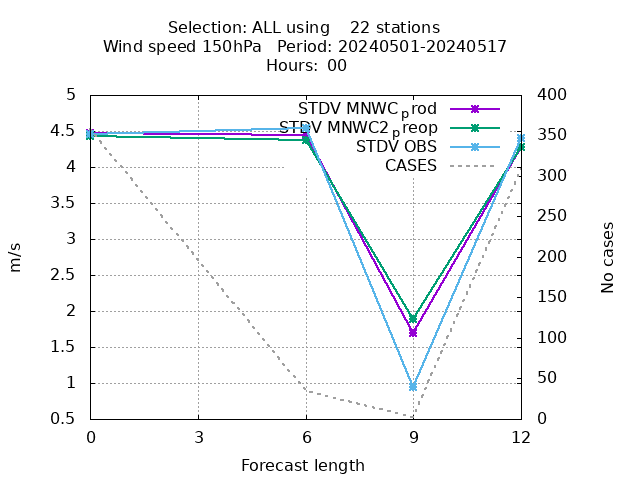 Selection: ALL using    22 stations
Wind speed 150hPa   Period: 20240501-20240517
Hours:  00
STDV MNWC_prod
STDV MNWC2_preop
STDV OBS
CASES
5
4.5
4
3.5
3
2.5
2
1.5
1
0.5
m/s
400
350
300
250
200
150
100
50
0
No cases
0 3 6 9 12
Forecast length